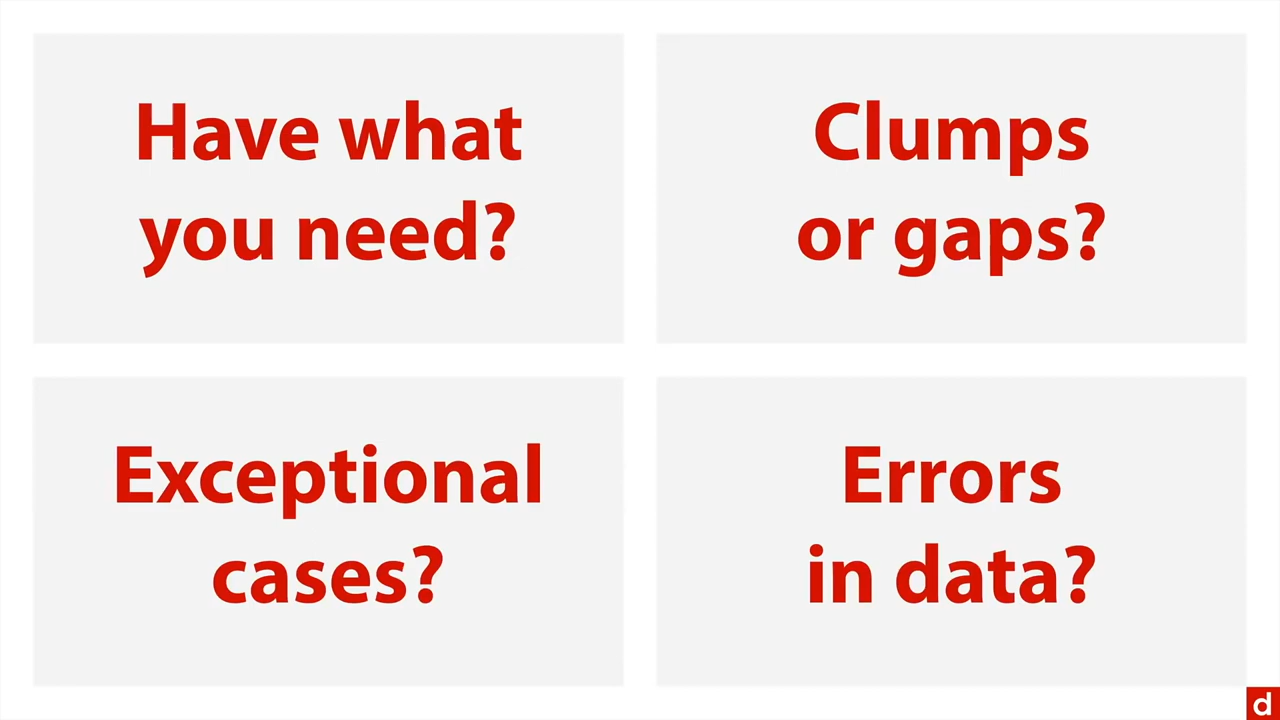 Have what
you need?
Clumps
or gaps?
Exceptional
cases?
Errors
in data?
d